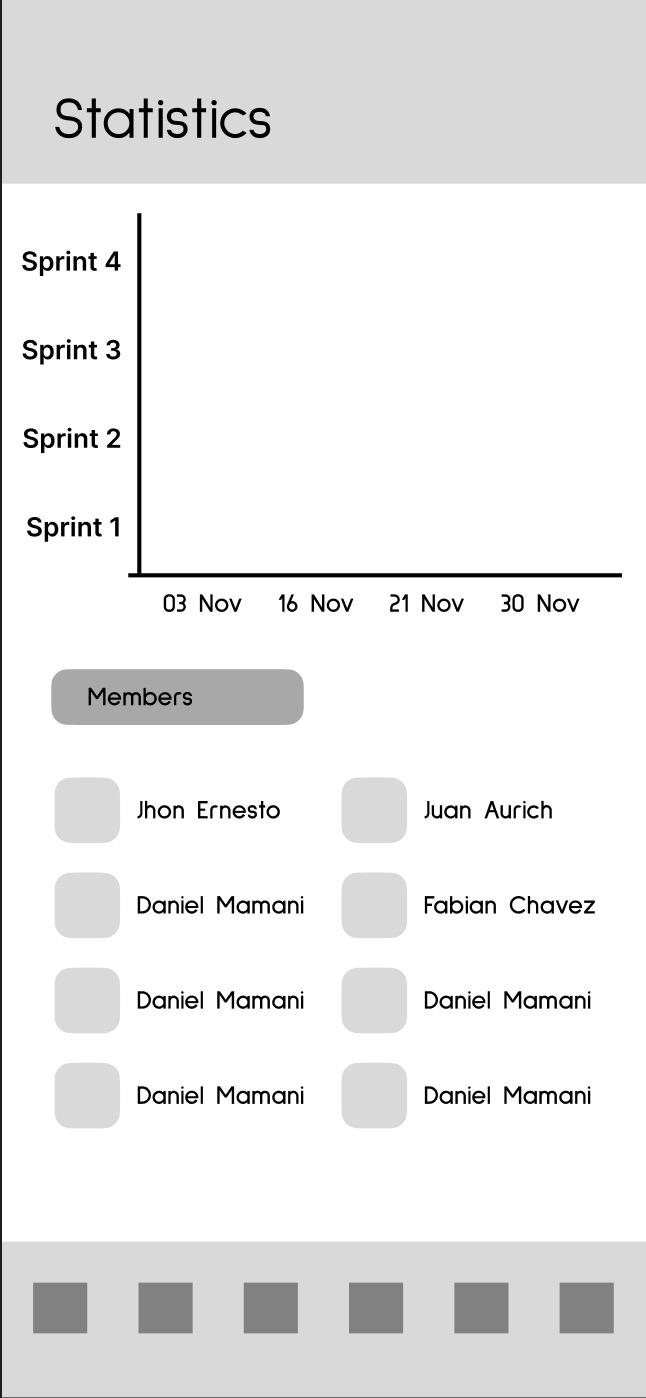 Statistics
Sprint 4
Sprint 3
Sprint 2
Sprint 1
03 Nov 16 Nov 21 Nov 30 Nov
Members
Jhon Ernesto Juan Aurich
Daniel Mamani Fabian Chavez
Daniel Mamani Daniel Mamani
Daniel Mamani Daniel Mamani